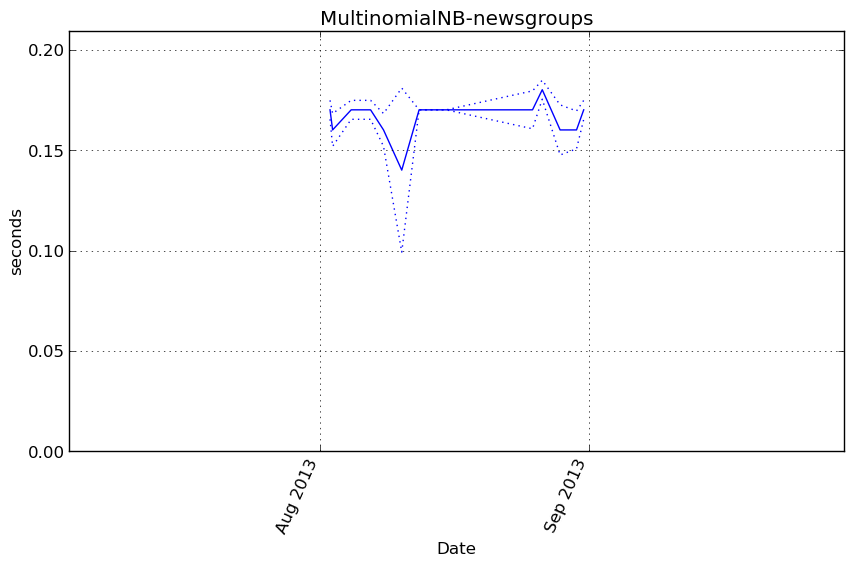 MultinomialNB-newsgroups
0.20
0.15
0.10
0.05
0.00
seconds
Aug 2013
Sep 2013
Date